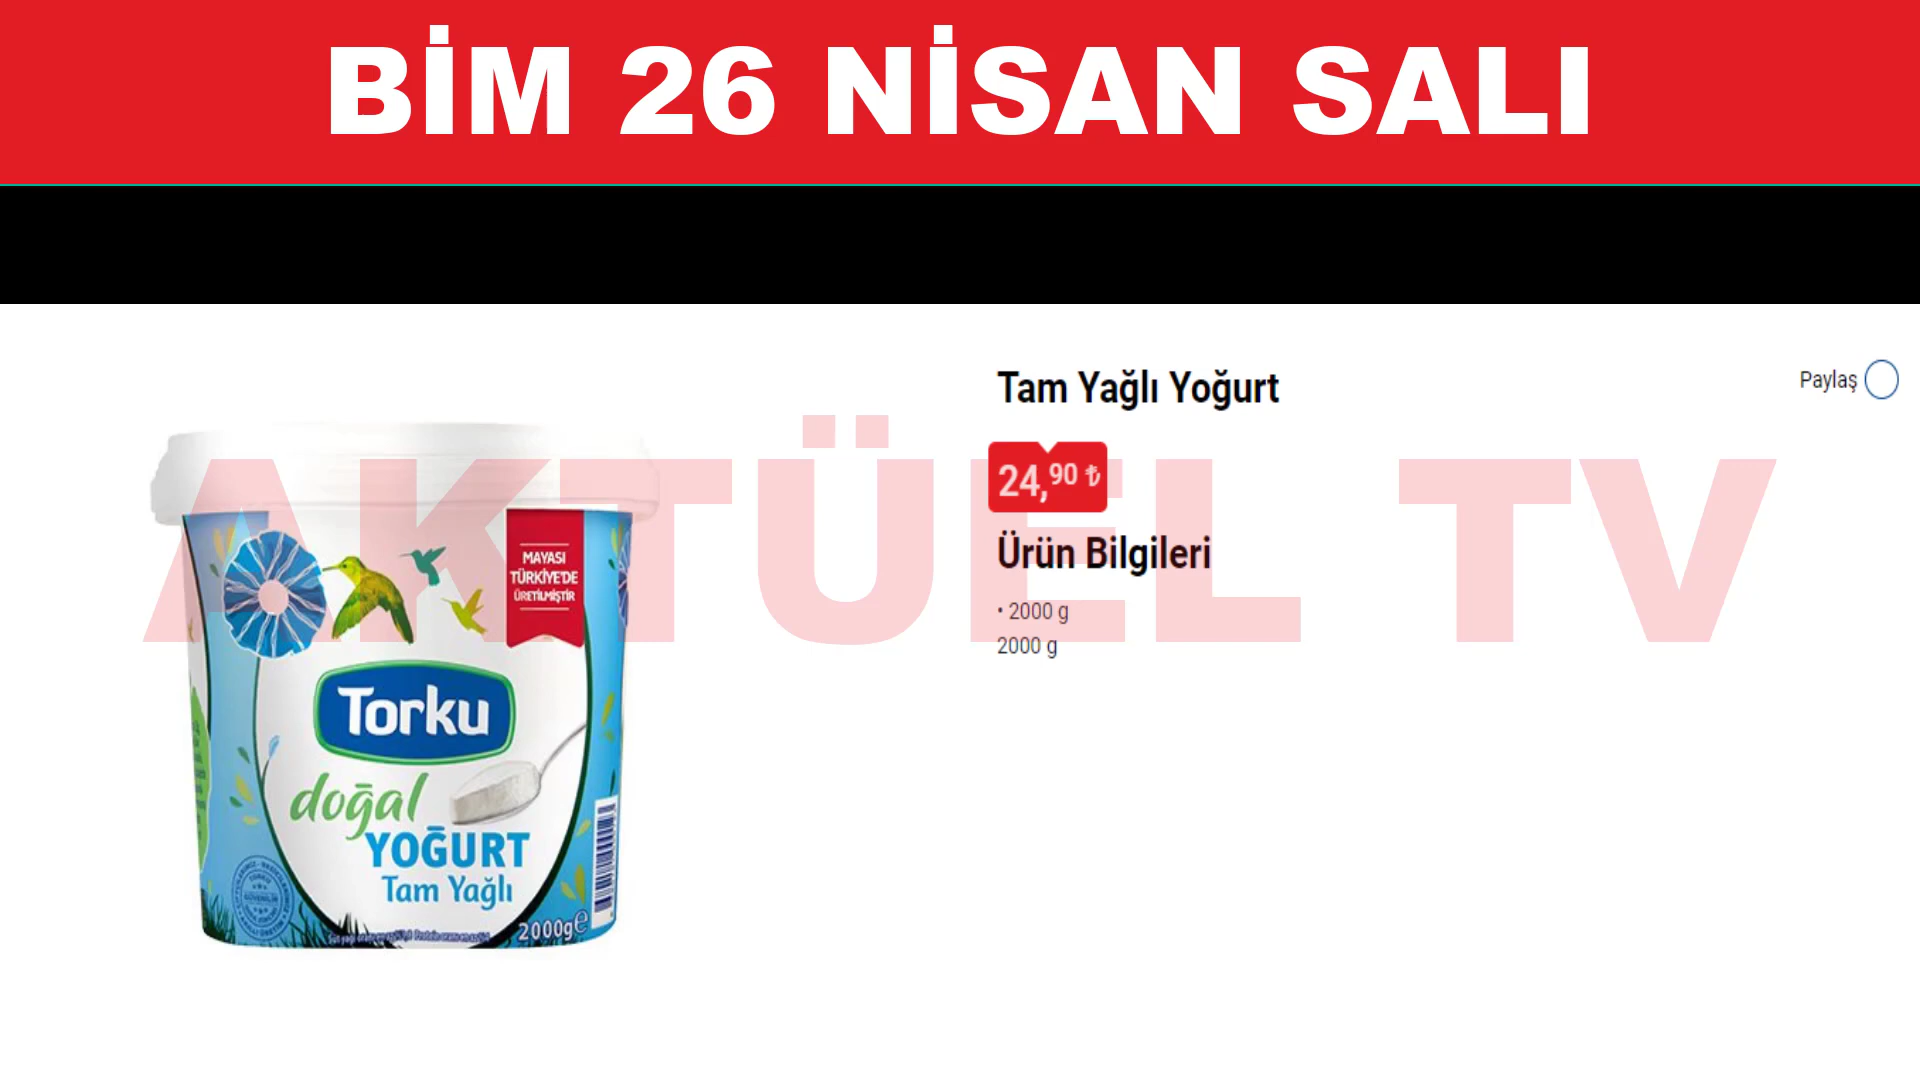 BİM 26 NİSAN SALI
Tam Yağlı Yoğurt
Paylaş
24,90 ₺
Ürün Bilgileri
• 2000 g
2000 g
AKTÜEL TV
MAYASI
TÜRKİYE'DE
ÜRETİLMİŞTİR
Torku
doğal
YOĞURT
Tam Yağlı
2000g e